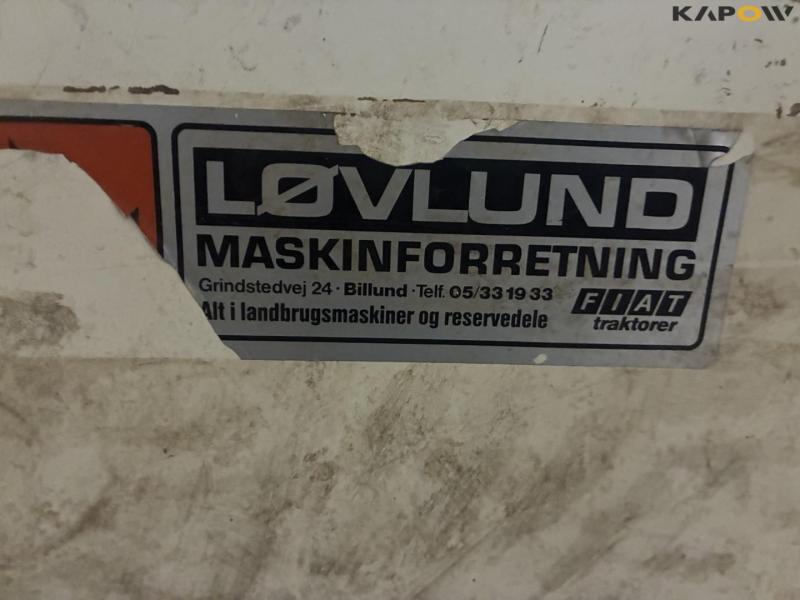 KAPOW
LØVLUND
MASKINFORRETNING
Grindstedvej 24 · Billund · Telf. 05/33 19 33
Alt i landbrugsmaskiner og reservedele
FIAT
traktorer